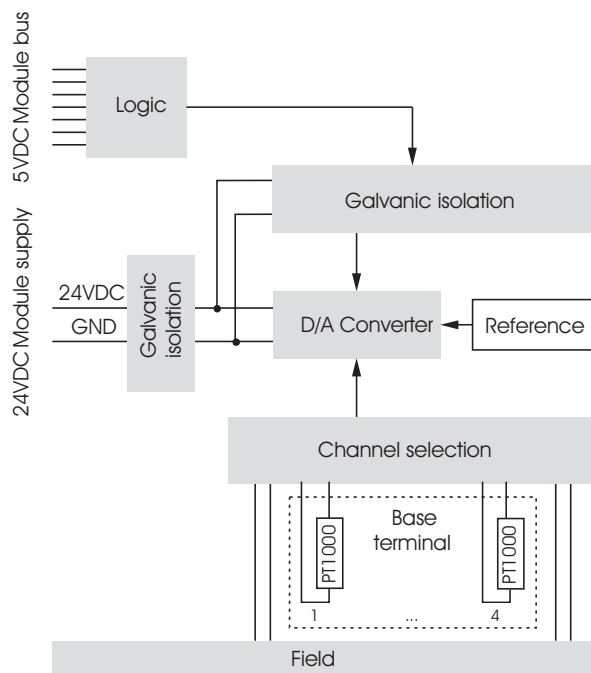 5VDC Module bus
Logic
Galvanic isolation
24VDC Module supply
24VDC
GND
Galvanic
isolation
D/A Converter
Reference
Channel selection
Base
terminal
PT1000
PT1000
1
...
4
Field